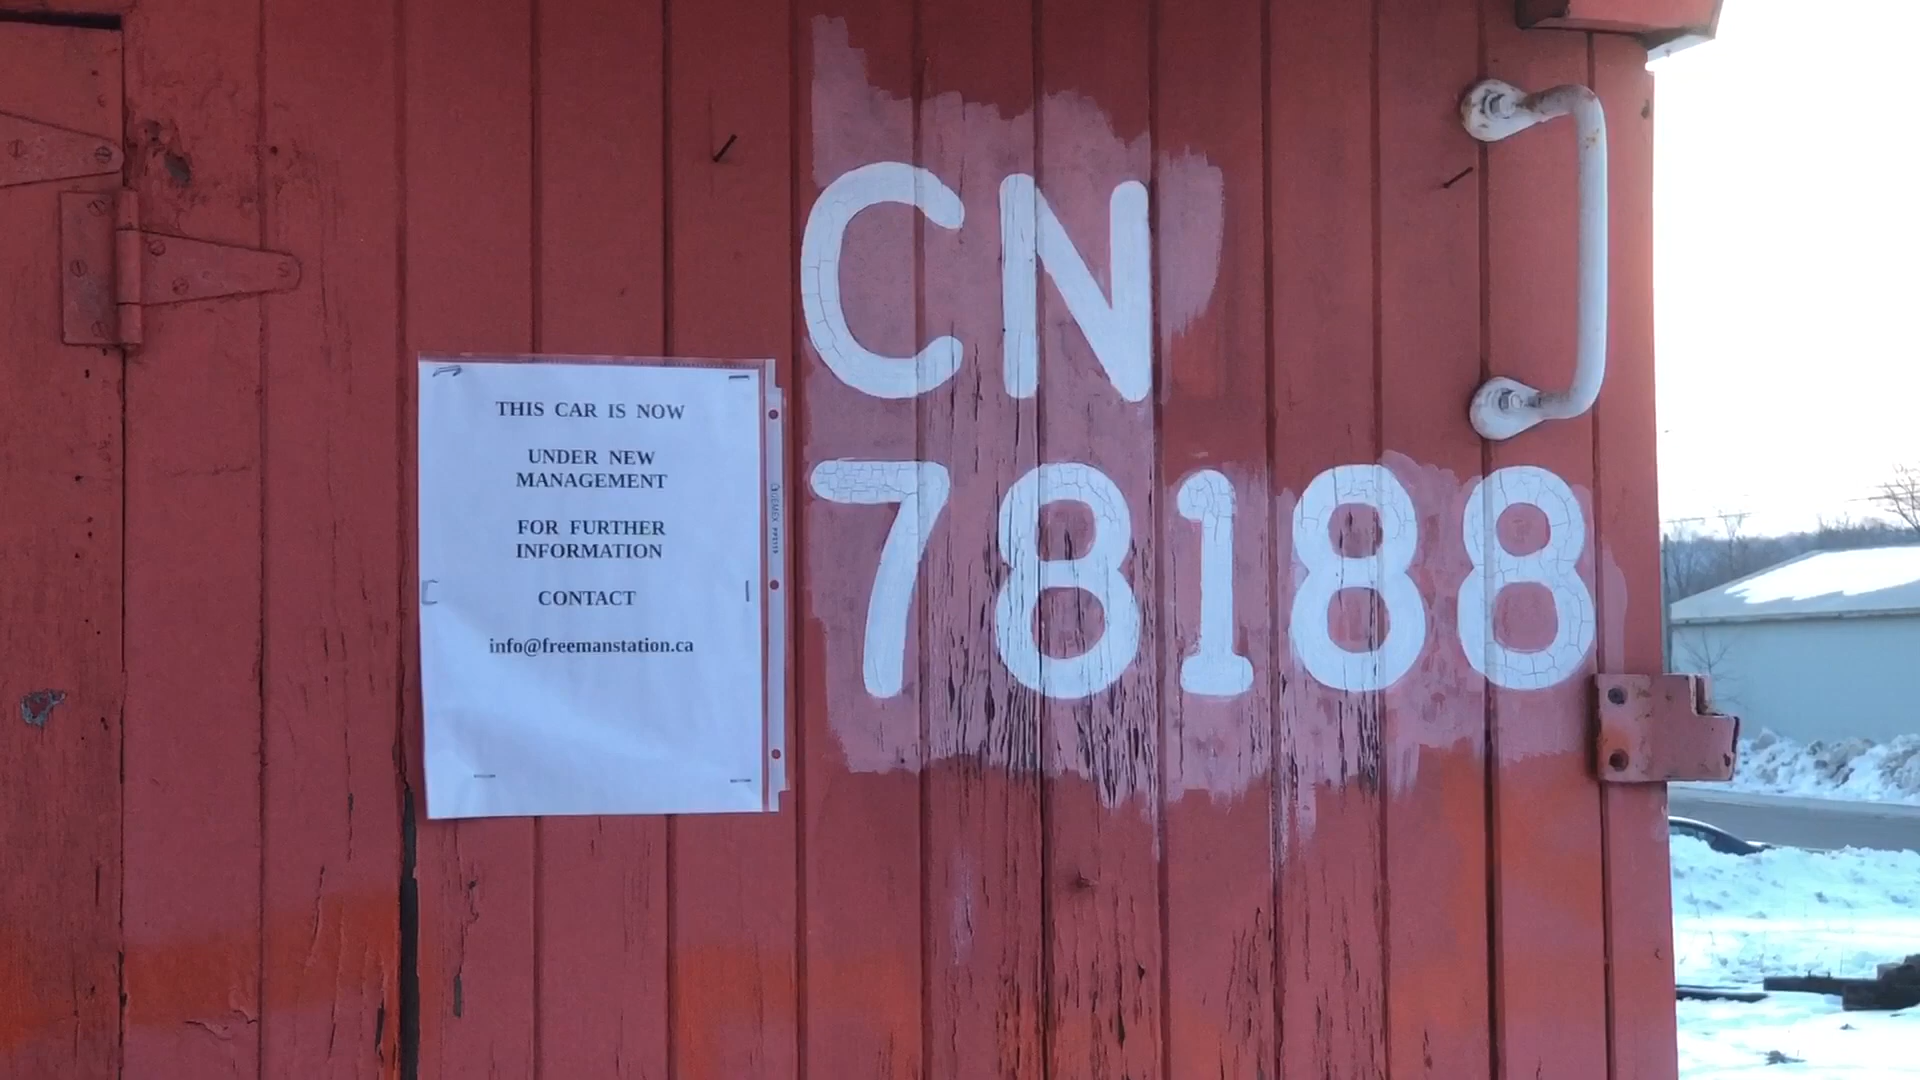 THIS CAR IS NOW
UNDER NEW
MANAGEMENT
FOR FURTHER
INFORMATION
CONTACT
info@freemanstation.ca
CN
78188